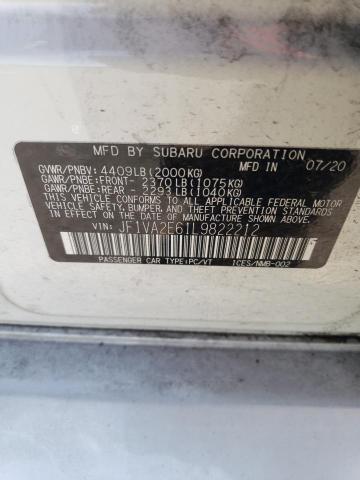 MFD BY SUBARU CORPORATION
GVWR/PNBV: 4409LB(2000KG) MFD IN 07/20
GAWR/PNBE:FRONT- 2370LB(1075KG)
GAWR/PNBE:REAR - 2293LB(1040KG)
THIS VEHICLE CONFORMS TO ALL APPLICABLE FEDERAL MOTOR
VEHICLE SAFETY, BUMPER, AND THEFT PREVENTION STANDARDS
IN EFFECT ON THE DATE OF MANUFACTURE SHOWN ABOVE.
VIN: JF1VA2E61L9822212
PASSENGER CAR TYPE:PC/VT ICES/NMB-002